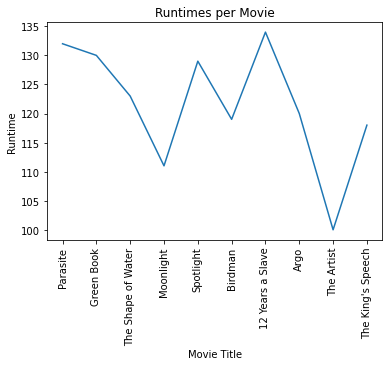 Runtimes per Movie
135
130
125
120
115
110
105
100
Runtime
Parasite
Green Book
The Shape of Water
Moonlight
Spotlight
Birdman
12 Years a Slave
Argo
The Artist
The King's Speech
Movie Title